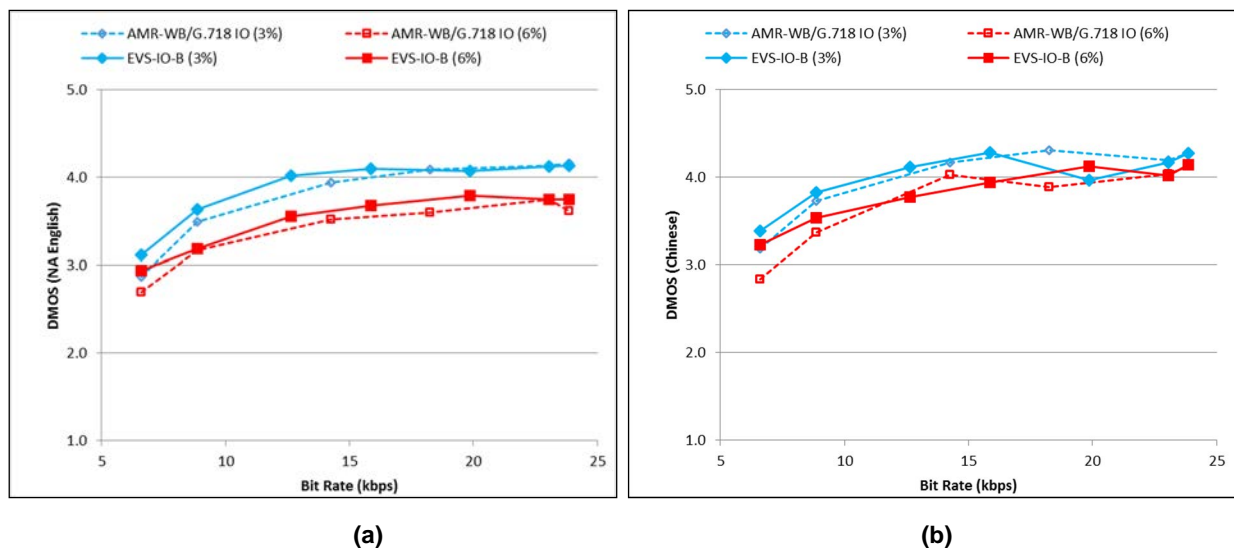 AMR-WB/G.718 IO (3%) AMR-WB/G.718 IO (6%)
EVS-IO-B (3%) EVS-IO-B (6%)
5.0
4.0
3.0
2.0
1.0
DMOS (NA English)
5 10 15 20 25
Bit Rate (kbps)
(a)
AMR-WB/G.718 IO (3%) AMR-WB/G.718 IO (6%)
EVS-IO-B (3%) EVS-IO-B (6%)
5.0
4.0
3.0
2.0
1.0
DMOS (Chinese)
5 10 15 20 25
Bit Rate (kbps)
(b)